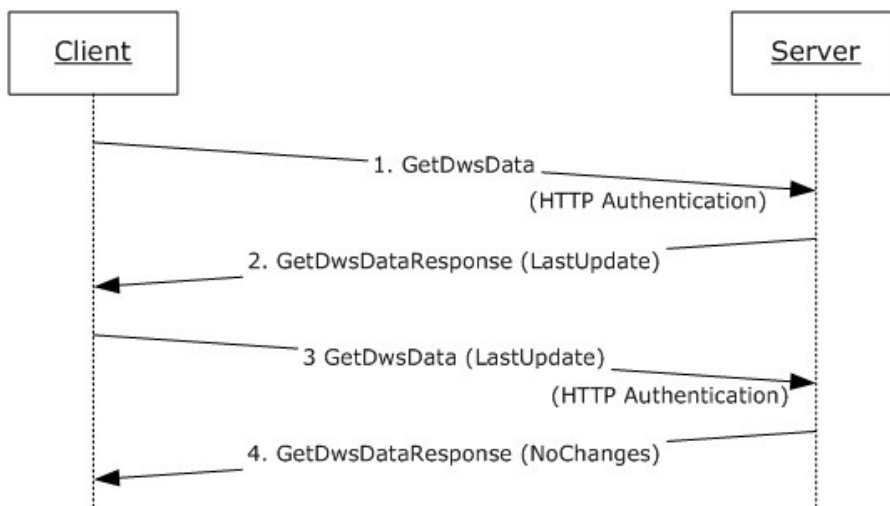 Client
Server
1. GetDwsData
(HTTP Authentication)
2. GetDwsDataResponse (LastUpdate)
3 GetDwsData (LastUpdate)
(HTTP Authentication)
4. GetDwsDataResponse (NoChanges)